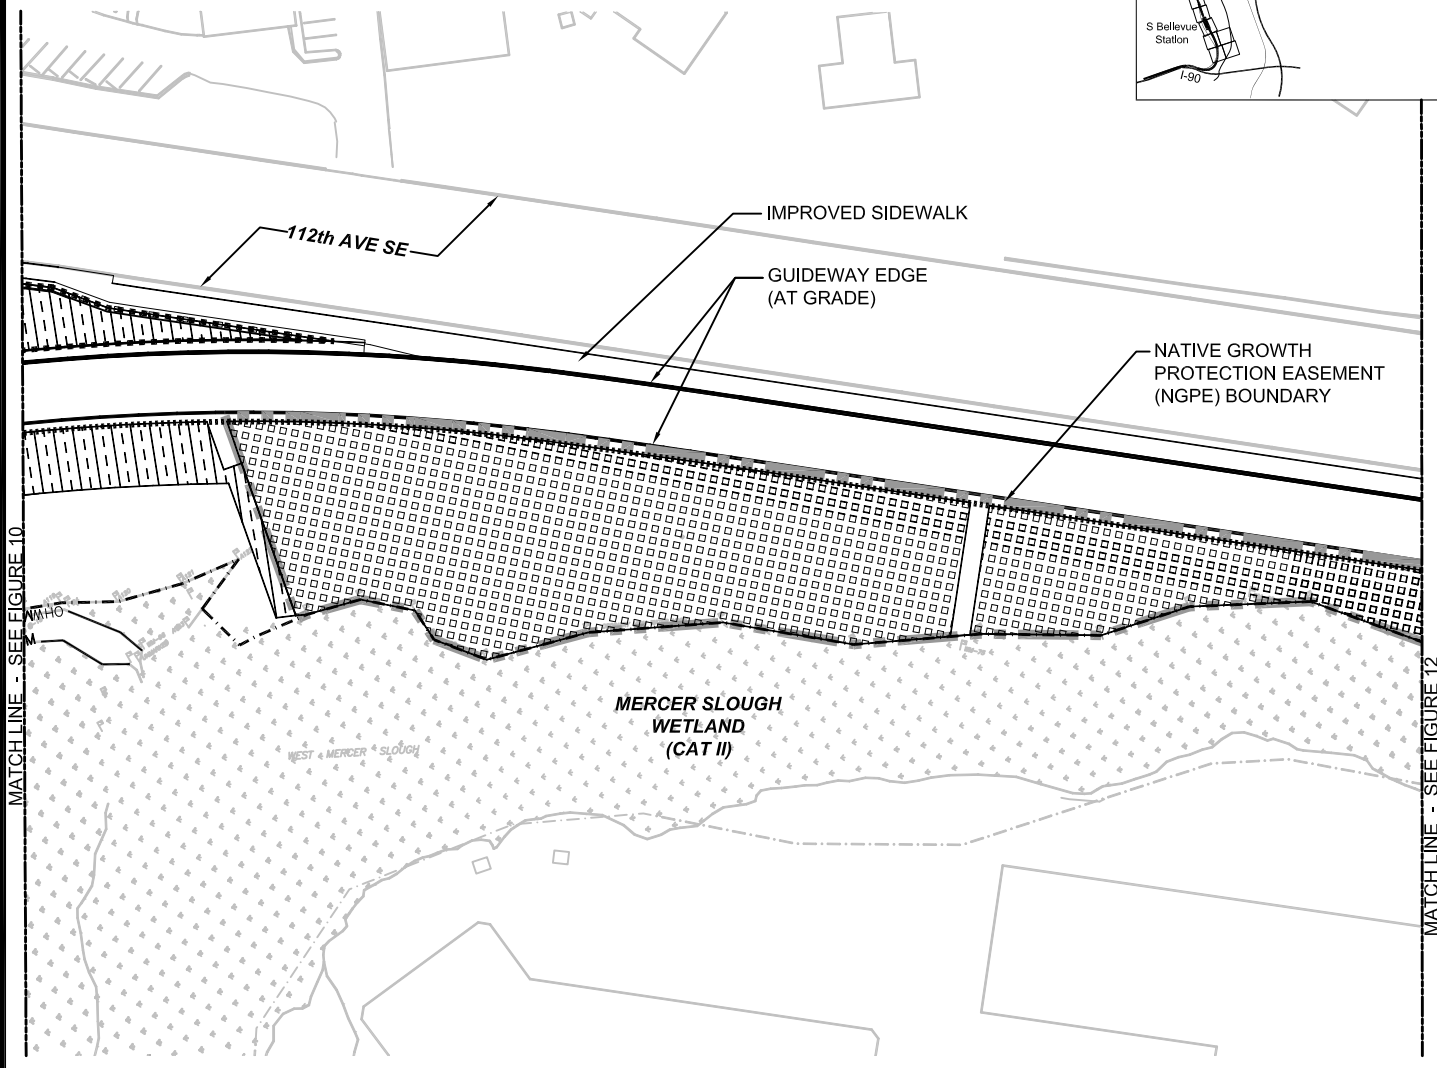 S Bellevue
Station
I-90
112th AVE SE
IMPROVED SIDEWALK
GUIDEWAY EDGE
(AT GRADE)
NATIVE GROWTH
PROTECTION EASEMENT
(NGPE) BOUNDARY
MATCH LINE - SEE FIGURE 10
OHW
MERCER SLOUGH
WETLAND
(CAT II)
WEST MERCER SLOUGH
MATCH LINE - SEE FIGURE 12